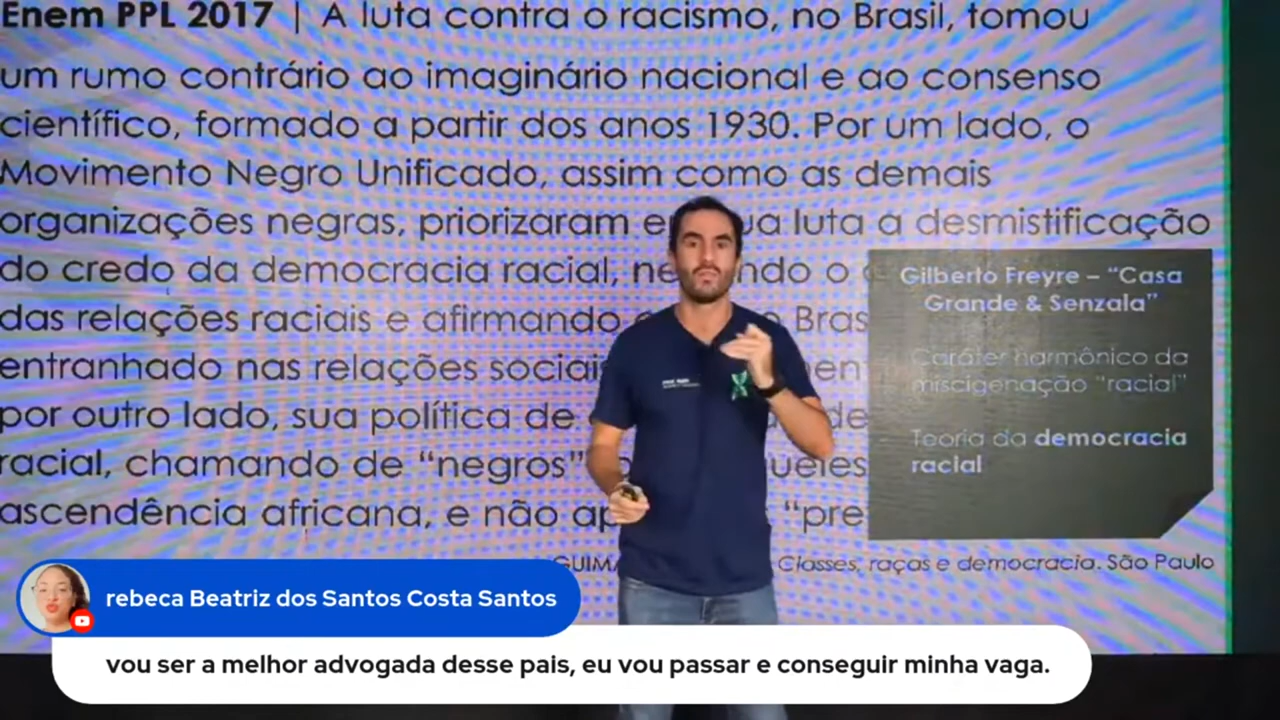 Enem PPL 2017 | A luta contra o racismo, no Brasil, tomou
um rumo contrário ao imaginário nacional e ao consenso
científico, formado a partir dos anos 1930. Por um lado, o
Movimento Negro Unificado, assim como as demais
organizações negras, priorizaram a luta a desmistificação
do credo da democracia racial, o
das relações raciais e afirmando
entranhado nas relações sociais
por outro lado, sua política de
racial, chamando de “negros”
ascendência africana, e não
Gilberto Freyre – “Casa
Grande & Senzala”
Caráter harmônico da
miscigenação “racial”
Teoria da democracia
racial
Classes, raças e democracia. São Paulo
rebeca Beatriz dos Santos Costa Santos
vou ser a melhor advogada desse pais, eu vou passar e conseguir minha vaga.